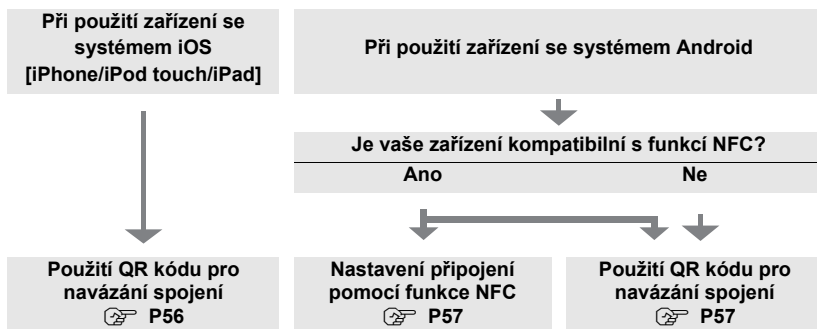 Při použití zařízení se
systémem iOS
[iPhone/iPod touch/iPad]
Při použití zařízení se systémem Android
Je vaše zařízení kompatibilní s funkcí NFC?
Ano
Ne
Použití QR kódu pro
navázání spojení
P56
Nastavení připojení
pomocí funkce NFC
P57
Použití QR kódu pro
navázání spojení
P57